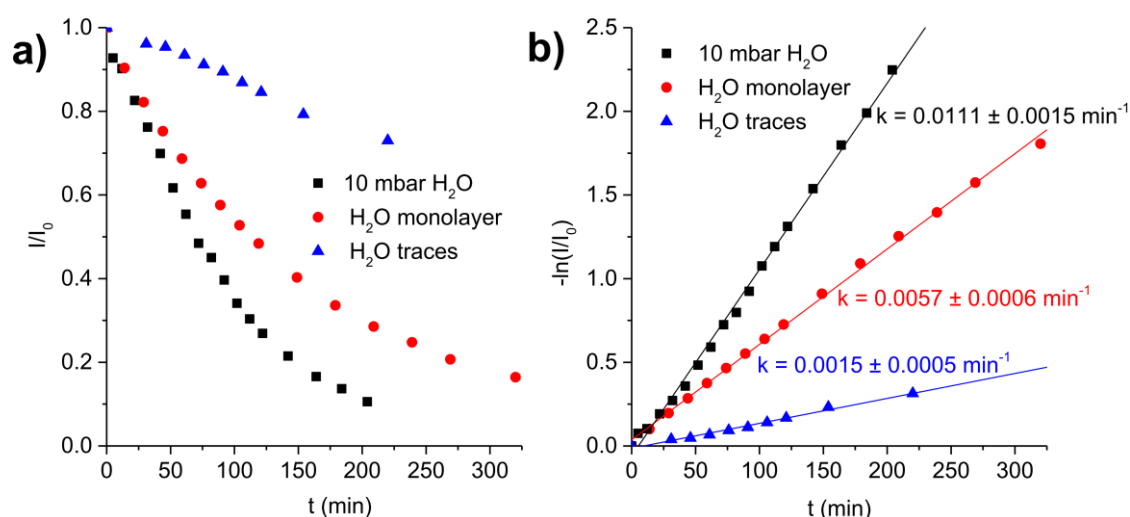 a)
1.0
0.8
0.6
0.4
0.2
0.0
I/I₀
0 50 100 150 200 250 300
t (min)
10 mbar H₂O
H₂O monolayer
H₂O traces
b)
2.5
2.0
1.5
1.0
0.5
0.0
-ln(I/I₀)
0 50 100 150 200 250 300
t (min)
10 mbar H₂O
H₂O monolayer
H₂O traces
k = 0.0111 ± 0.0015 min⁻¹
k = 0.0057 ± 0.0006 min⁻¹
k = 0.0015 ± 0.0005 min⁻¹